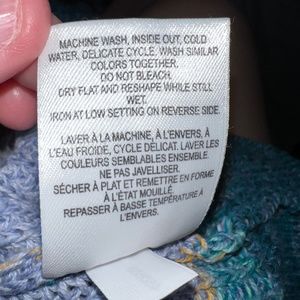 MACHINE WASH, INSIDE OUT, COLD
WATER, DELICATE CYCLE, WASH SIMILAR
COLORS TOGETHER.
DO NOT BLEACH.
DRY FLAT AND RESHAPE WHILE STILL
WET.
IRON AT LOW SETTING ON REVERSE SIDE.
LAVER À LA MACHINE, À L'ENVERS, À
L'EAU FROIDE, CYCLE DÉLICAT. LAVER LES
COULEURS SEMBLABLES ENSEMBLE.
NE PAS JAVELLISER.
SÉCHER À PLAT ET REMETTRE EN FORME
À L'ÉTAT MOUILLÉ.
REPASSER À BASSE TEMPÉRATURE À
L'ENVERS.